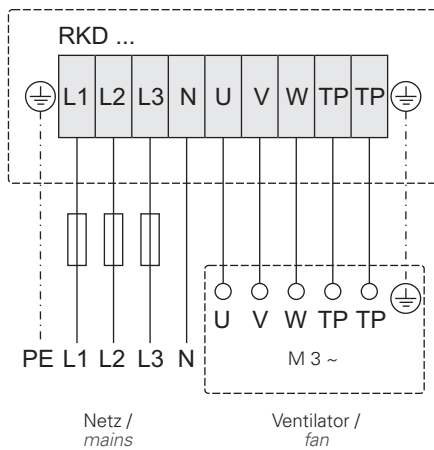 RKD ...
L1 L2 L3 N U V W TP TP
U V W TP TP
M 3 ~
PE L1 L2 L3 N
Netz / Ventilator /
mains fan